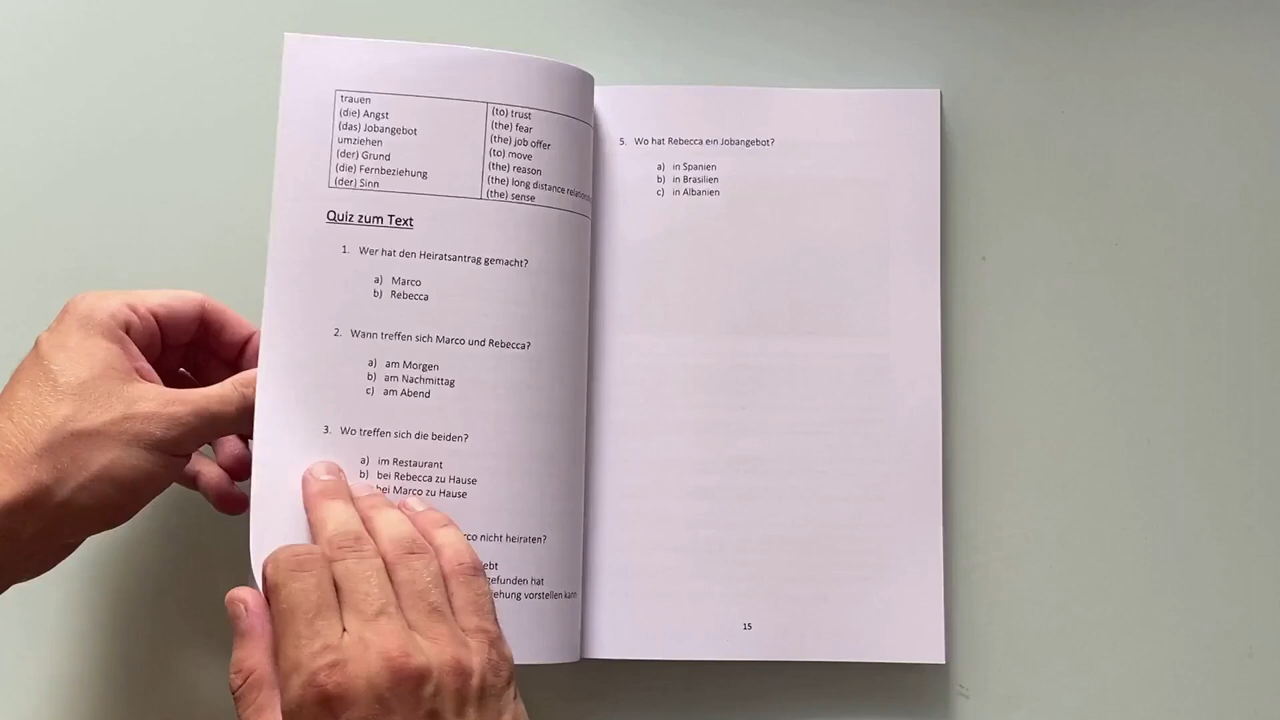 trauen (to) trust
(die) Angst (the) fear
(das) Jobangebot (the) job offer
umziehen (to) move
(der) Grund (the) reason
(die) Fernbeziehung (the) long distance
(der) Sinn (the) sense
Quiz zum Text
1. Wer hat den Heiratsantrag gemacht?
a) Marco
b) Rebecca
2. Wann treffen sich Marco und Rebecca?
a) am Morgen
b) am Nachmittag
c) am Abend
3. Wo treffen sich die beiden?
a) im Restaurant
b) bei Rebecca zu Hause
bei Marco zu Hause
nicht heiraten?
gefunden hat
vorstellen kann
5. Wo hat Rebecca ein Jobangebot?
a) in Spanien
b) in Brasilien
c) in Albanien
15